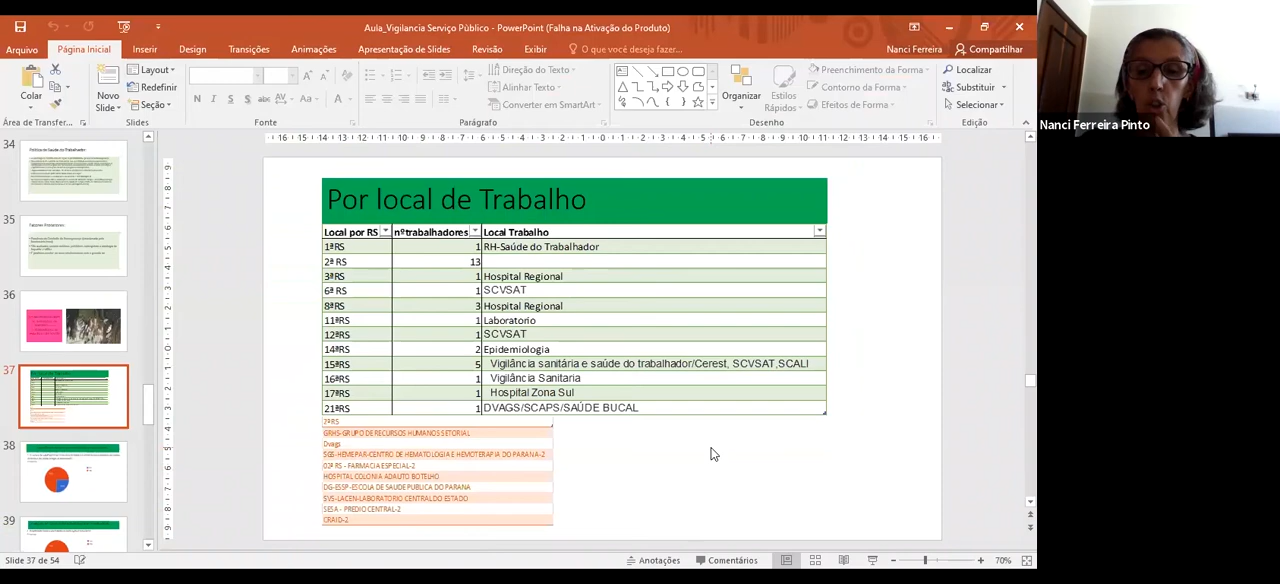 Aula_Vigilancia Serviço Público - PowerPoint (Falha na Ativação do Produto)
Arquivo Página Inicial Inserir Design Transições Animações Apresentação de Slides Revisão Exibir O que você deseja fazer... Nanci Ferreira Compartilhar
Colar
Novo Slide
Layout
Redefinir
Seção
N I S S abc AV Aa A
Direção do Texto
Alinhar Texto
Converter em SmartArt
Organizar
Estilos Rápidos
Preenchimento da Forma
Contorno da Forma
Efeitos de Forma
Localizar
Substituir
Selecionar
Área de Transfer... Slides Fonte Parágrafo Desenho Edição
Nanci Ferreira Pinto
34
35
36
37
38
39
Por local de Trabalho
Local por RS nºtrabalhadores Local Trabalho
1ªRS 1 RH-Saúde do Trabalhador
2ª RS 13
3ªRS 1 Hospital Regional
6ª RS 1 SCVSAT
8ªRS 3 Hospital Regional
11ªRS 1 Laboratorio
12ªRS 1 SCVSAT
14ªRS 2 Epidemiologia
15ªRS 5 Vigilância sanitária e saúde do trabalhador/Cerest, SCVSAT,SCALI
16ªRS 1 Vigilância Sanitaria
17ªRS 1 Hospital Zona Sul
21ªRS 1 DVAGS/SCAPS/SAÚDE BUCAL
2ªRS
GRHS-GRUPO DE RECURSOS HUMANOS SETORIAL
Dvags
SGS-HEMEPAR-CENTRO DE HEMATOLOGIA E HEMOTERAPIA DO PARANA-2
02ª RS - FARMACIA ESPECIAL-2
HOSPITAL COLONIA ADAUTO BOTELHO
DG-ESSP-ESCOLA DE SAUDE PUBLICA DO PARANA
SVS-LACEN-LABORATORIO CENTRAL DO ESTADO
SESA - PREDIO CENTRAL-2
CRAID-2
Slide 37 de 54 Anotações Comentários 70%